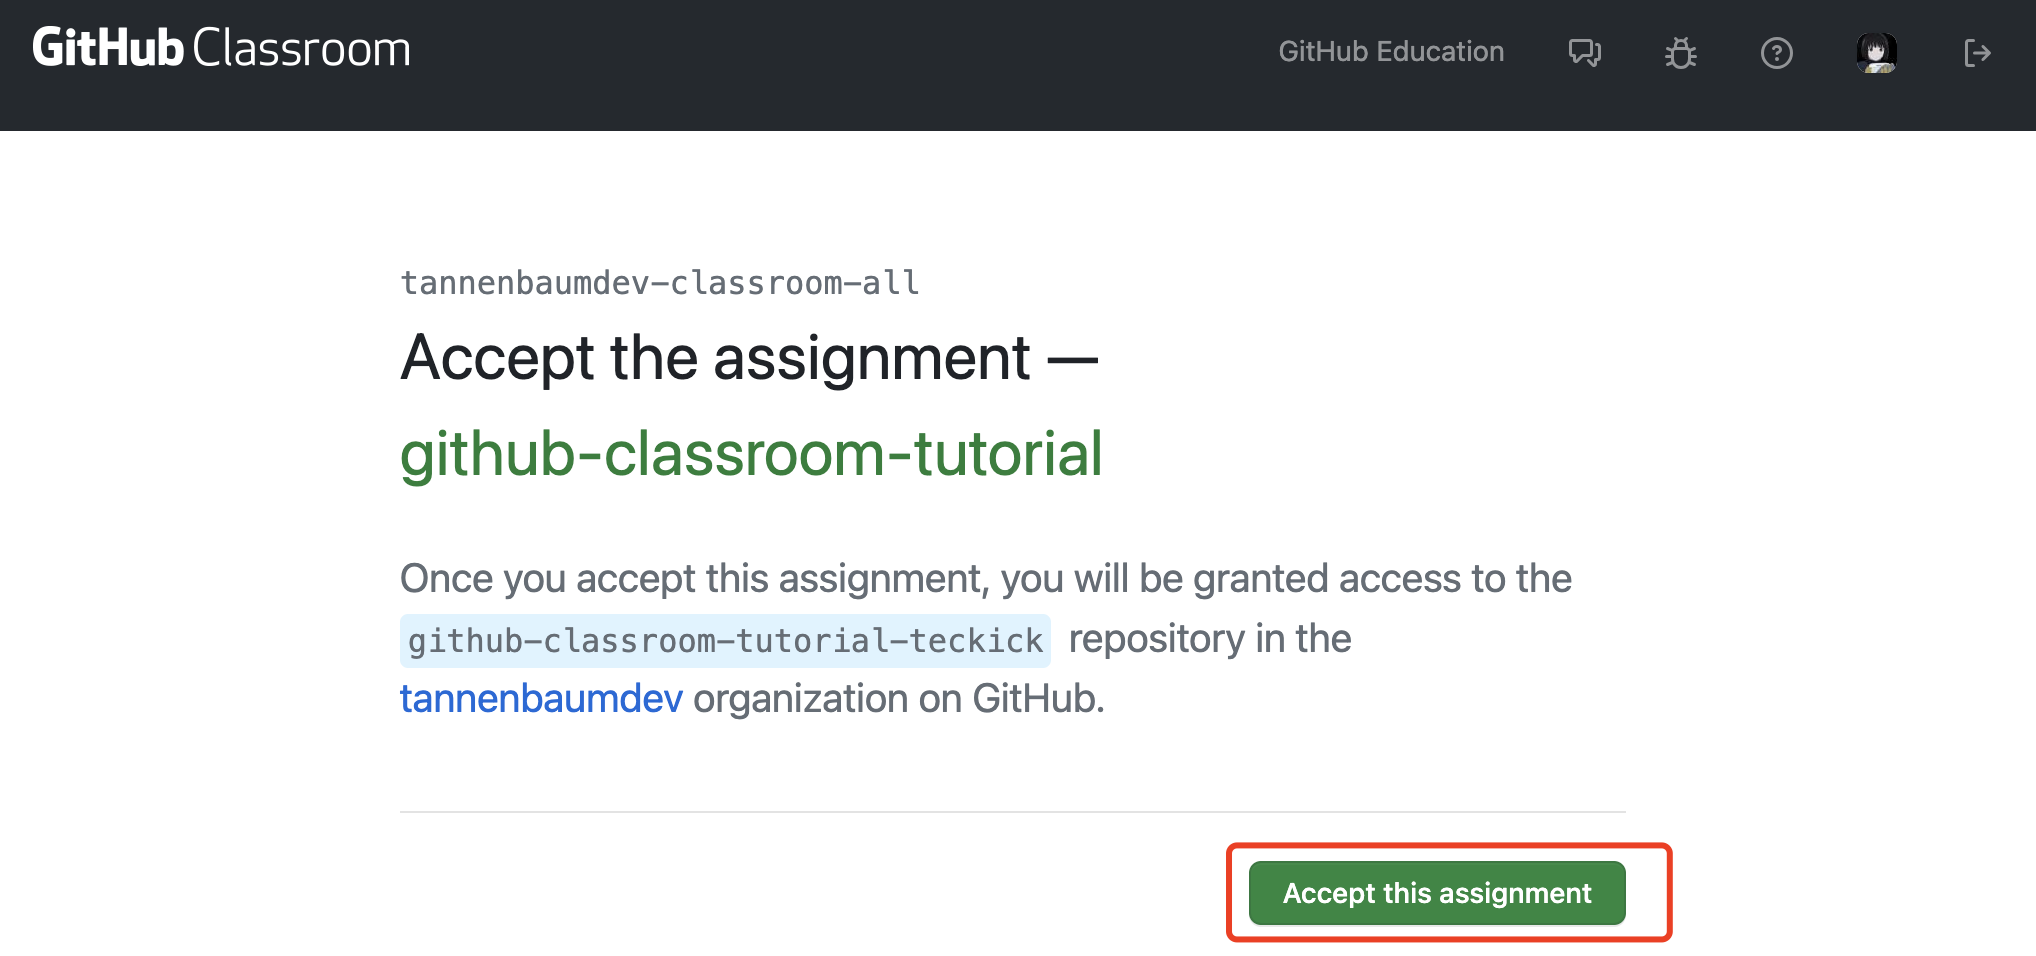 GitHub Classroom
GitHub Education
tannenbaumdev-classroom-all
Accept the assignment —
github-classroom-tutorial
Once you accept this assignment, you will be granted access to the
github-classroom-tutorial-teckick repository in the
tannenbaumdev organization on GitHub.
Accept this assignment